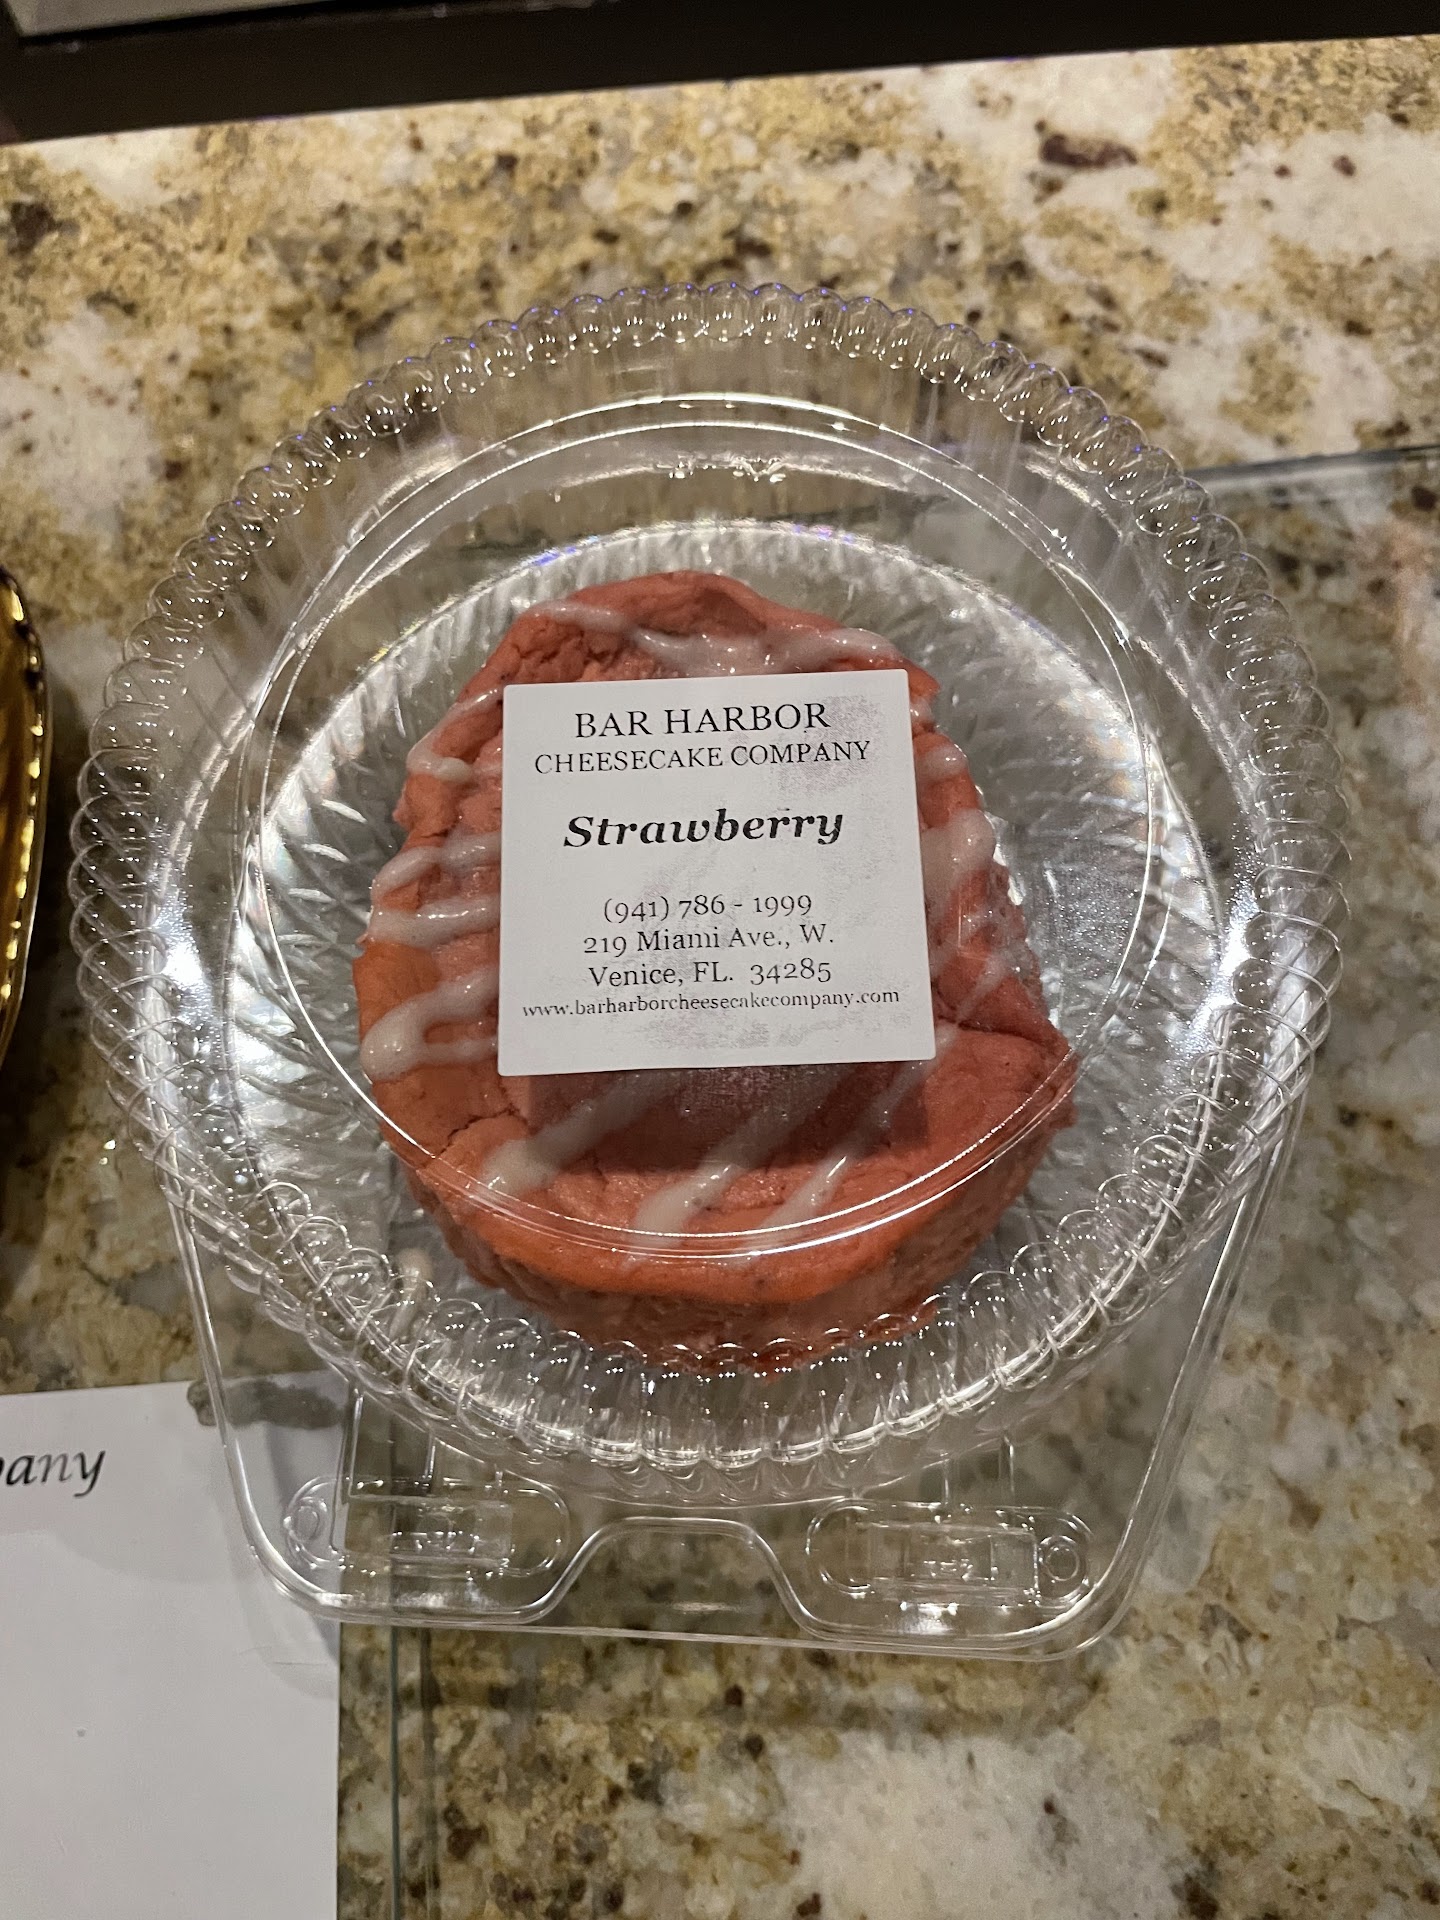 BAR HARBOR
CHEESECAKE COMPANY
Strawberry
(941) 786 - 1999
219 Miami Ave., W.
Venice, FL. 34285
www.barharborcheesecakecompany.com
pany